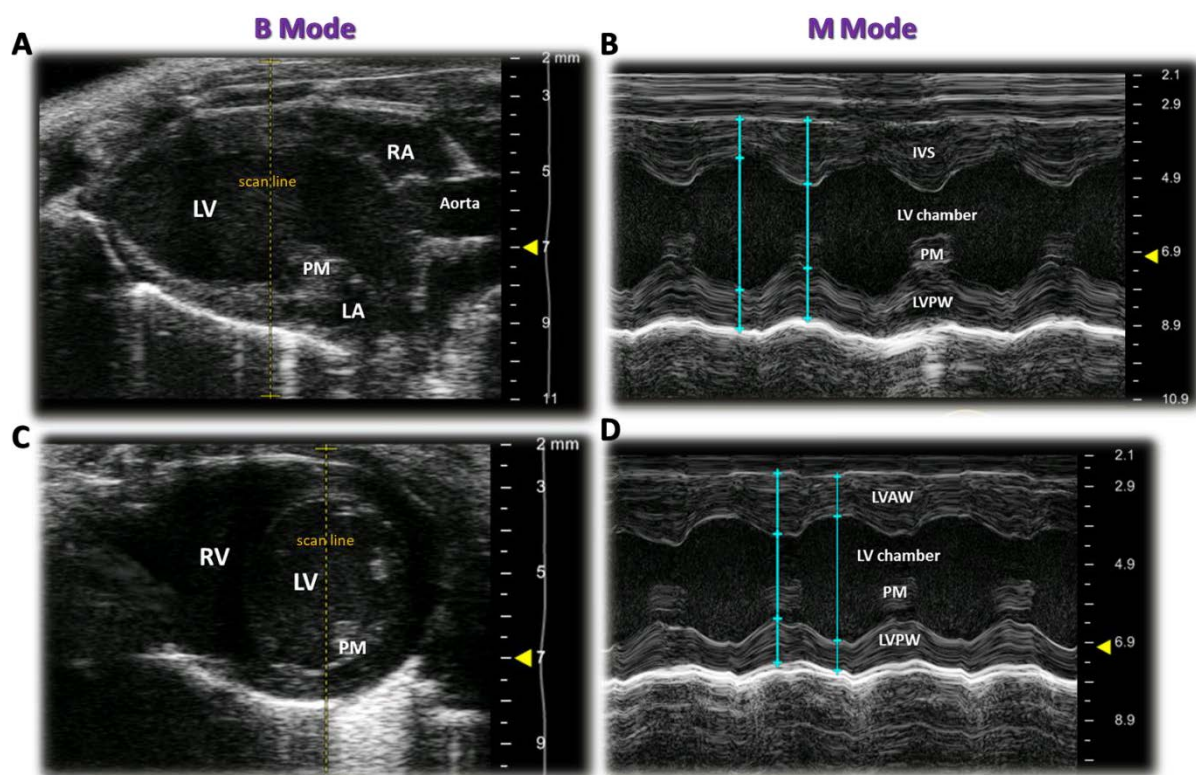 B Mode
M Mode
A
2 mm
3
5
7
9
11
RA
scan line
LV
Aorta
PM
LA
B
2.1
2.9
4.9
6.9
8.9
10.9
IVS
LV chamber
PM
LVPW
C
2 mm
3
5
7
9
scan line
RV
LV
PM
D
2.1
2.9
4.9
6.9
8.9
LVAW
LV chamber
PM
LVPW